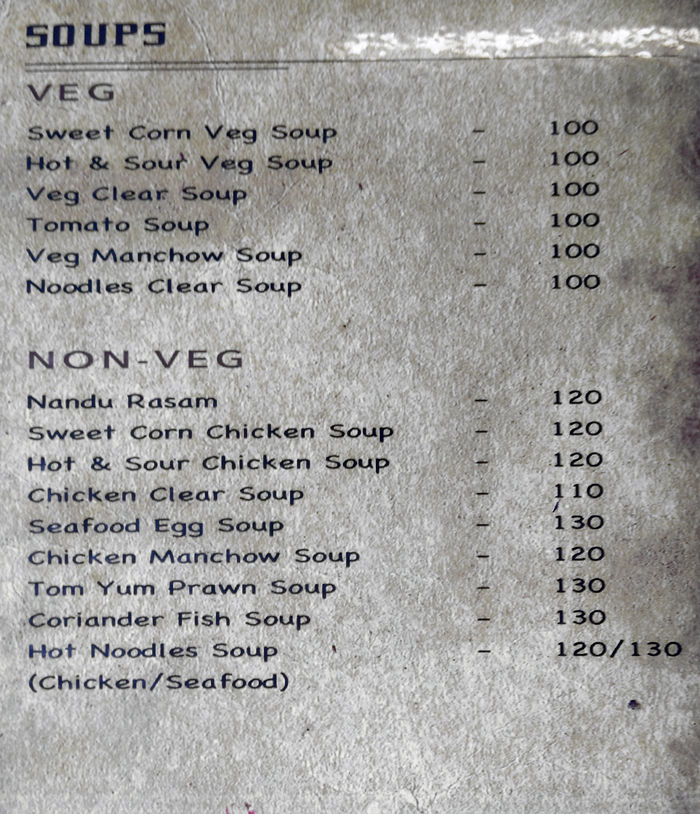 SOUPS
VEG
Sweet Corn Veg Soup - 100
Hot & Sour Veg Soup - 100
Veg Clear Soup - 100
Tomato Soup - 100
Veg Manchow Soup - 100
Noodles Clear Soup - 100
NON-VEG
Nandu Rasam - 120
Sweet Corn Chicken Soup - 120
Hot & Sour Chicken Soup - 120
Chicken Clear Soup - 110
Seafood Egg Soup - 130
Chicken Manchow Soup - 120
Tom Yum Prawn Soup - 130
Coriander Fish Soup - 130
Hot Noodles Soup - 120/130
(Chicken/Seafood)